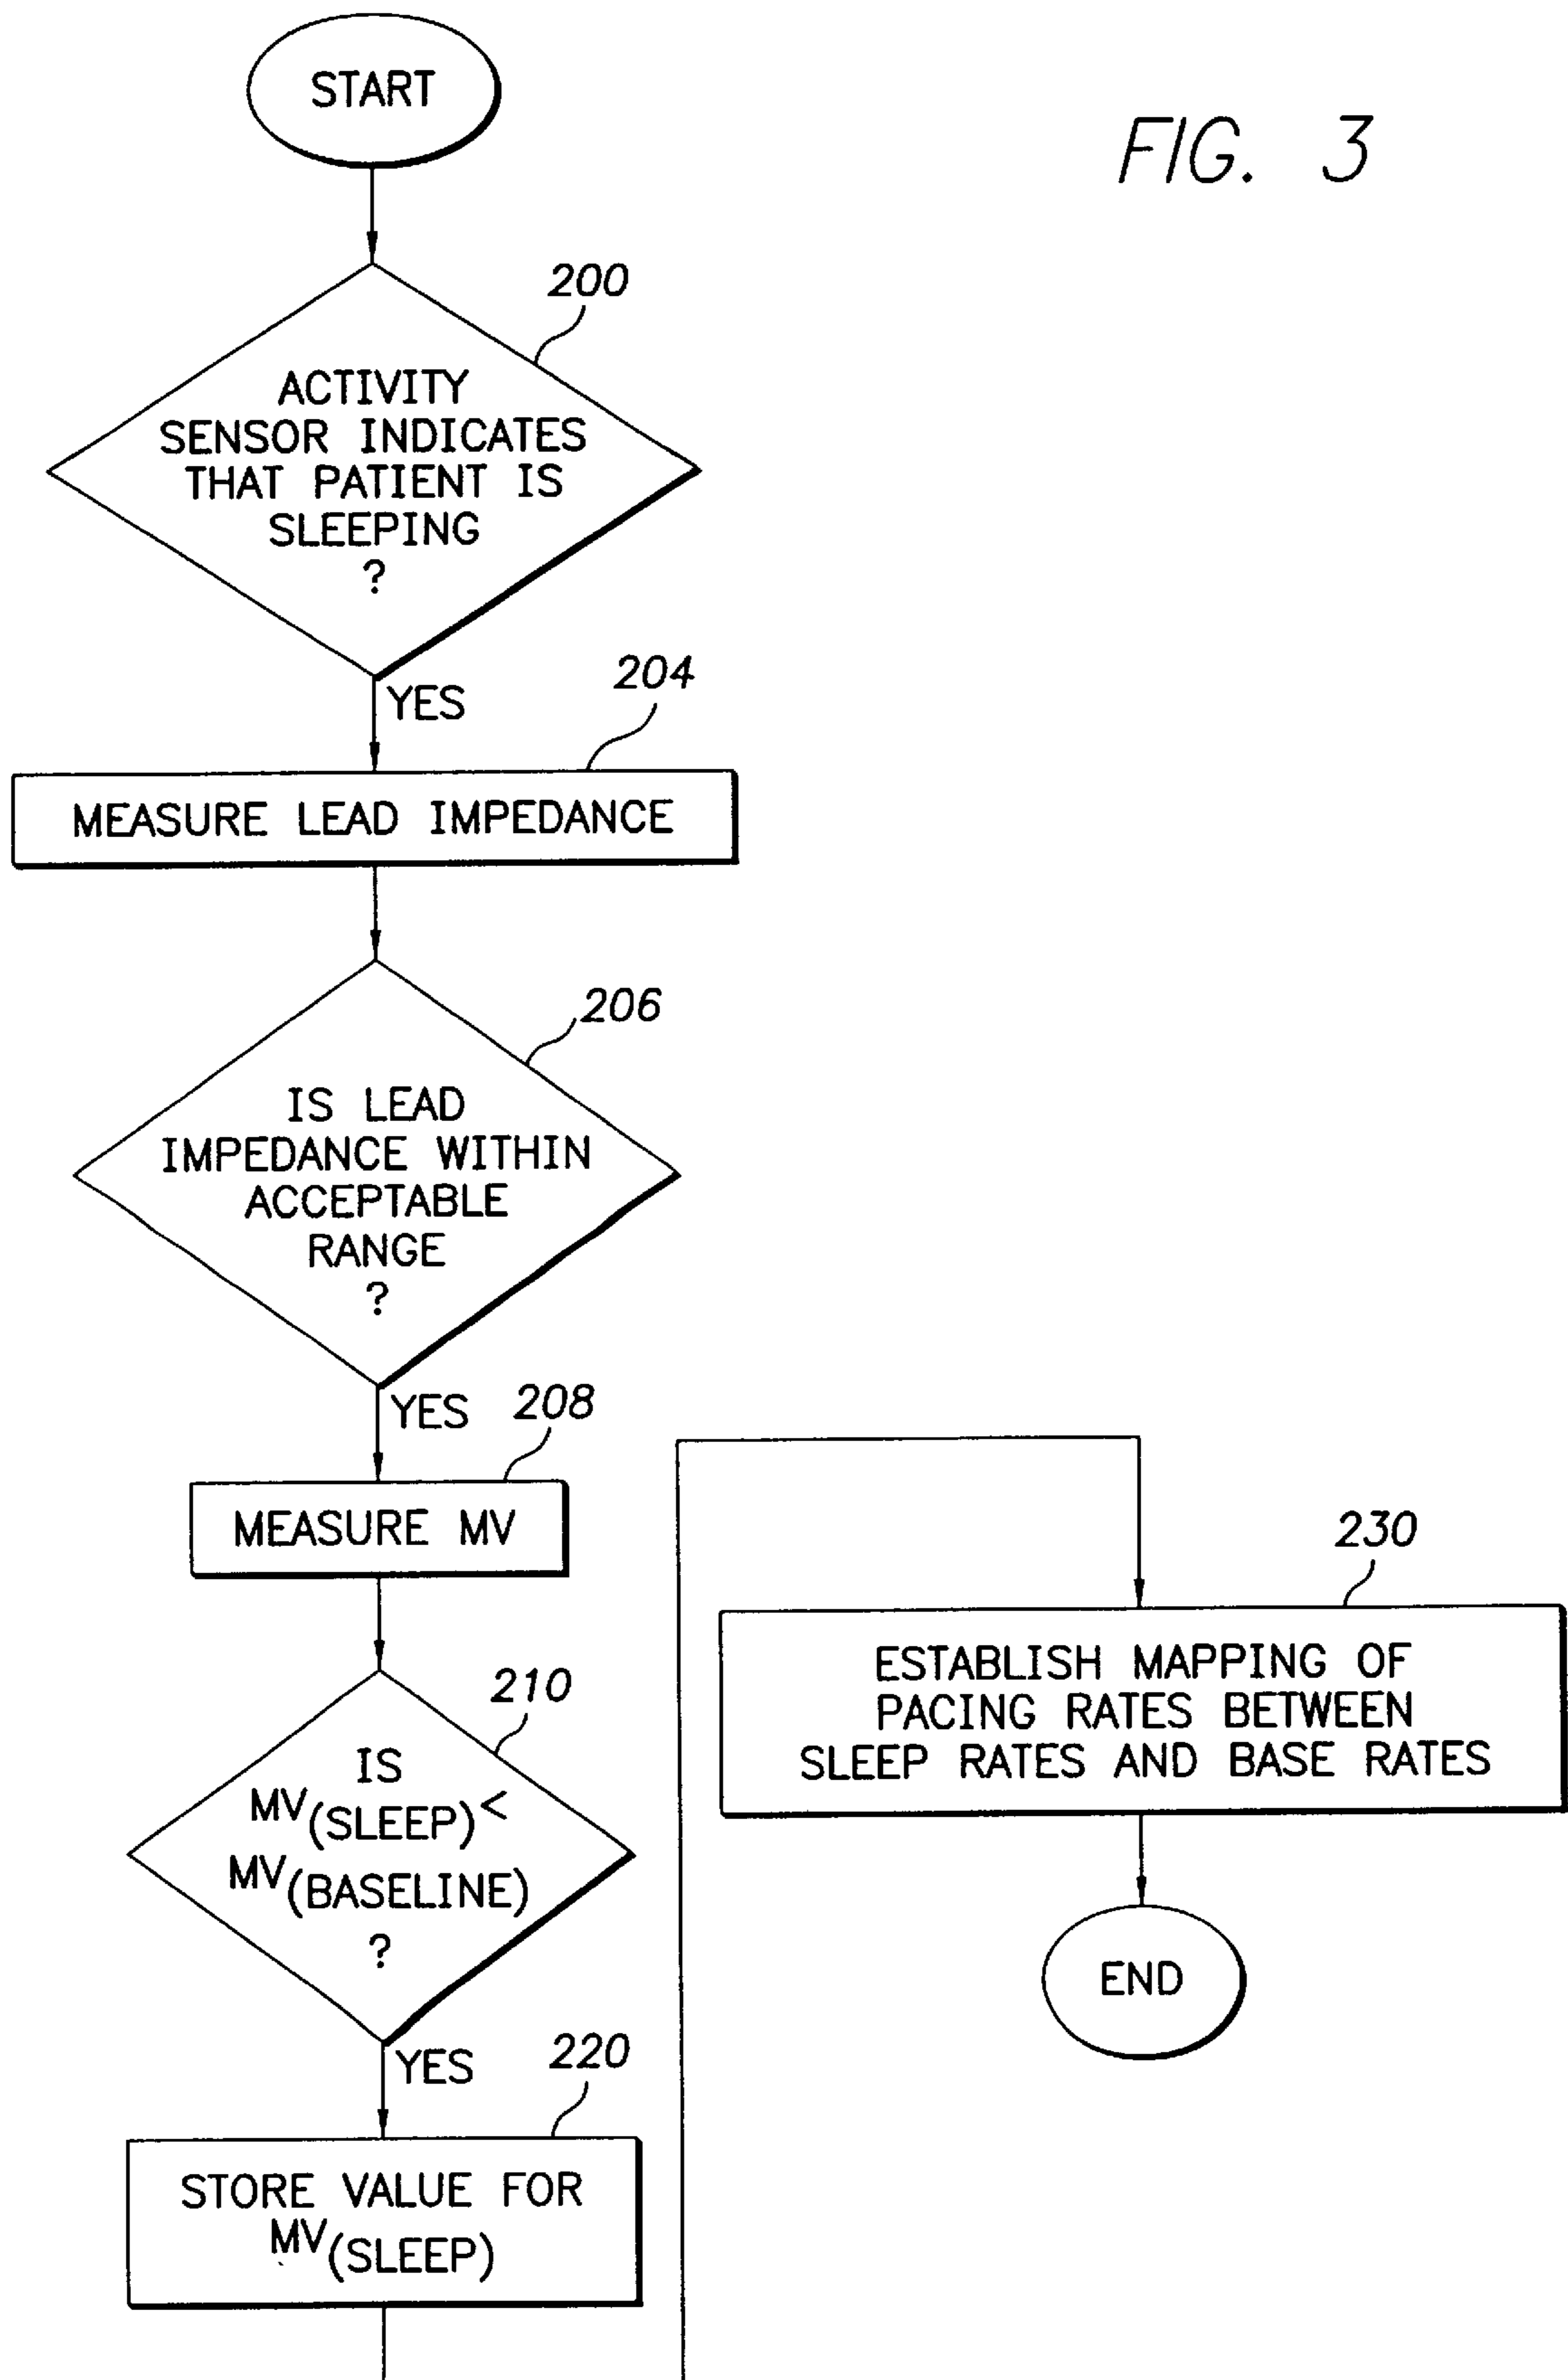 FIG. 3
START
200
ACTIVITY
SENSOR INDICATES
THAT PATIENT IS
SLEEPING
?
YES
204
MEASURE LEAD IMPEDANCE
206
IS LEAD
IMPEDANCE WITHIN
ACCEPTABLE
RANGE
?
YES
208
MEASURE MV
210
IS
MV(SLEEP)<
MV(BASELINE)
?
YES
220
STORE VALUE FOR
MV(SLEEP)
230
ESTABLISH MAPPING OF
PACING RATES BETWEEN
SLEEP RATES AND BASE RATES
END